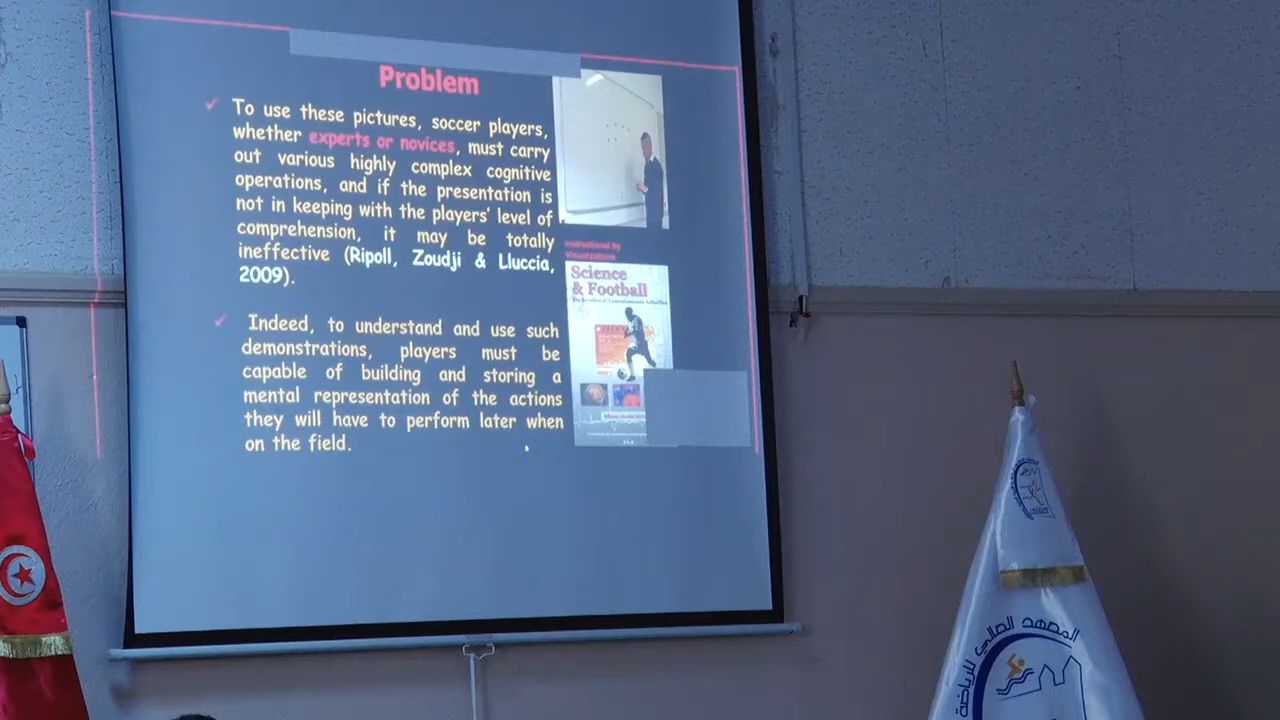 Problem
✓ To use these pictures, soccer players,
whether experts or novices, must carry
out various highly complex cognitive
operations, and if the presentation is
not in keeping with the players' level of
comprehension, it may be totally
ineffective (Ripoll, Zoudji & Lluccia,
2009).
✓ Indeed, to understand and use such
demonstrations, players must be
capable of building and storing a
mental representation of the actions
they will have to perform later when
on the field.
Science
& Football
المعهد العالي للرياضة